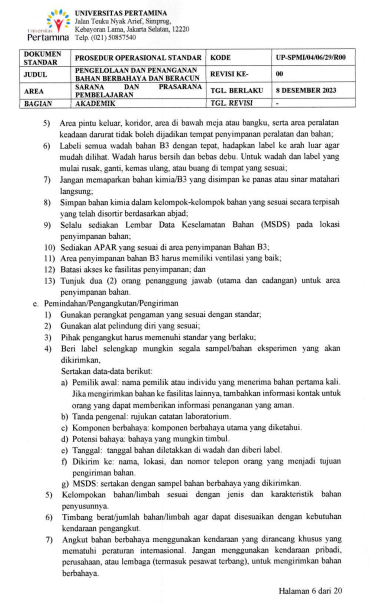 UNIVERSITAS PERTAMINA
Jalan Teuku Nyak Arief, Simprug,
Kebayoran Lama, Jakarta Selatan, 12220
Telp. (021) 50857540
UNIVERSITAS
Pertamina
DOKUMEN STANDAR PROSEDUR OPERASIONAL STANDAR KODE UP-SPMI/04/06/29/R00
JUDUL PENGELOLAAN DAN PENANGANAN BAHAN BERBAHAYA DAN BERACUN REVISI KE- 00
AREA SARANA DAN PRASARANA PEMBELAJARAN TGL BERLAKU 8 DESEMBER 2023
BAGIAN AKADEMIK TGL REVISI -
5) Area pintu keluar, koridor, area di bawah meja atau bangku, serta area peralatan
keadaan darurat tidak boleh dijadikan tempat penyimpanan peralatan dan bahan;
6) Labeli semua wadah bahan B3 dengan tepat, hadapkan label ke arah luar agar
mudah dilihat. Wadah harus bersih dan bebas debu. Untuk wadah dan label yang
mulai rusak, ganti, kemas ulang, atau buang di tempat yang sesuai;
7) Jangan memaparkan bahan kimia/B3 yang disimpan ke panas atau sinar matahari
langsung;
8) Simpan bahan kimia dalam kelompok-kelompok bahan yang sesuai secara terpisah
yang telah disortir berdasarkan abjad;
9) Selalu sediakan Lembar Data Keselamatan Bahan (MSDS) pada lokasi
penyimpanan bahan;
10) Sediakan APAR yang sesuai di area penyimpanan Bahan B3;
11) Area penyimpanan bahan B3 harus memiliki ventilasi yang baik;
12) Batasi akses ke fasilitas penyimpanan; dan
13) Tunjuk dua (2) orang penanggung jawab (utama dan cadangan) untuk area
penyimpanan bahan.
e. Pemindahan/Pengangkutan/Pengiriman
1) Gunakan perangkat pengaman yang sesuai dengan standar;
2) Gunakan alat pelindung diri yang sesuai;
3) Pihak pengangkut harus memenuhi standar yang berlaku;
4) Beri label selengkap mungkin segala sampel/bahan eksperimen yang akan
dikirimkan,
Sertakan data-data berikut:
a) Pemilik awal: nama pemilik atau individu yang menerima bahan pertama kali.
Jika mengirimkan bahan ke fasilitas lainnya, tambahkan informasi kontak untuk
orang yang dapat memberikan informasi penanganan yang aman.
b) Tanda pengenal: rujukan catatan laboratorium.
c) Komponen berbahaya: komponen berbahaya utama yang diketahui.
d) Potensi bahaya: bahaya yang mungkin timbul.
e) Tanggal: tanggal bahan diletakkan di wadah dan diberi label.
f) Dikirim ke: nama, lokasi, dan nomor telepon orang yang menjadi tujuan
pengiriman bahan.
g) MSDS: sertakan dengan sampel bahan berbahaya yang dikirimkan.
5) Kelompokan bahan/limbah sesuai dengan jenis dan karakteristik bahan
penyusunnya.
6) Timbang berat/jumlah bahan/limbah agar dapat disesuaikan dengan kebutuhan
kendaraan pengangkut.
7) Angkut bahan berbahaya menggunakan kendaraan yang dirancang khusus yang
mematuhi peraturan internasional. Jangan menggunakan kendaraan pribadi,
perusahaan, atau lembaga (termasuk pesawat terbang), untuk mengirimkan bahan
berbahaya.
Halaman 6 dari 20